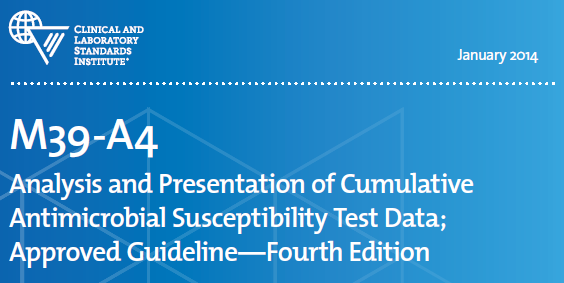 CLINICAL AND
LABORATORY
STANDARDS
INSTITUTE®
January 2014
M39-A4
Analysis and Presentation of Cumulative
Antimicrobial Susceptibility Test Data;
Approved Guideline—Fourth Edition